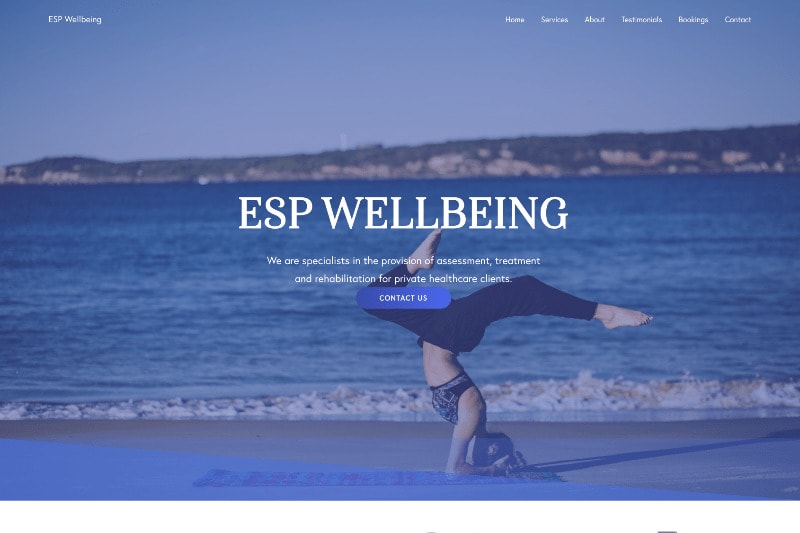 ESP Wellbeing
Home Services About Testimonials Bookings Contact
ESP WELLBEING
We are specialists in the provision of assessment, treatment
and rehabilitation for private healthcare clients.
CONTACT US